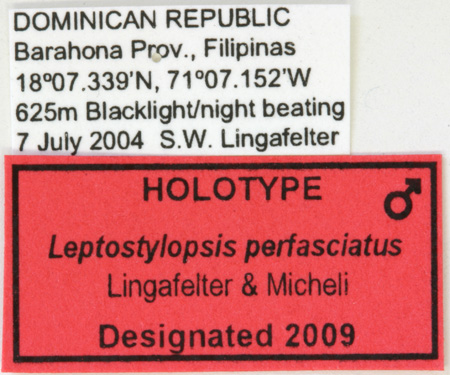 DOMINICAN REPUBLIC
Barahona Prov., Filipinas
18º07.339'N, 71º07.152'W
625m Blacklight/night beating
7 July 2004 S.W. Lingafelter
HOLOTYPE ♂
Leptostylopsis perfasciatus
Lingafelter & Micheli
Designated 2009